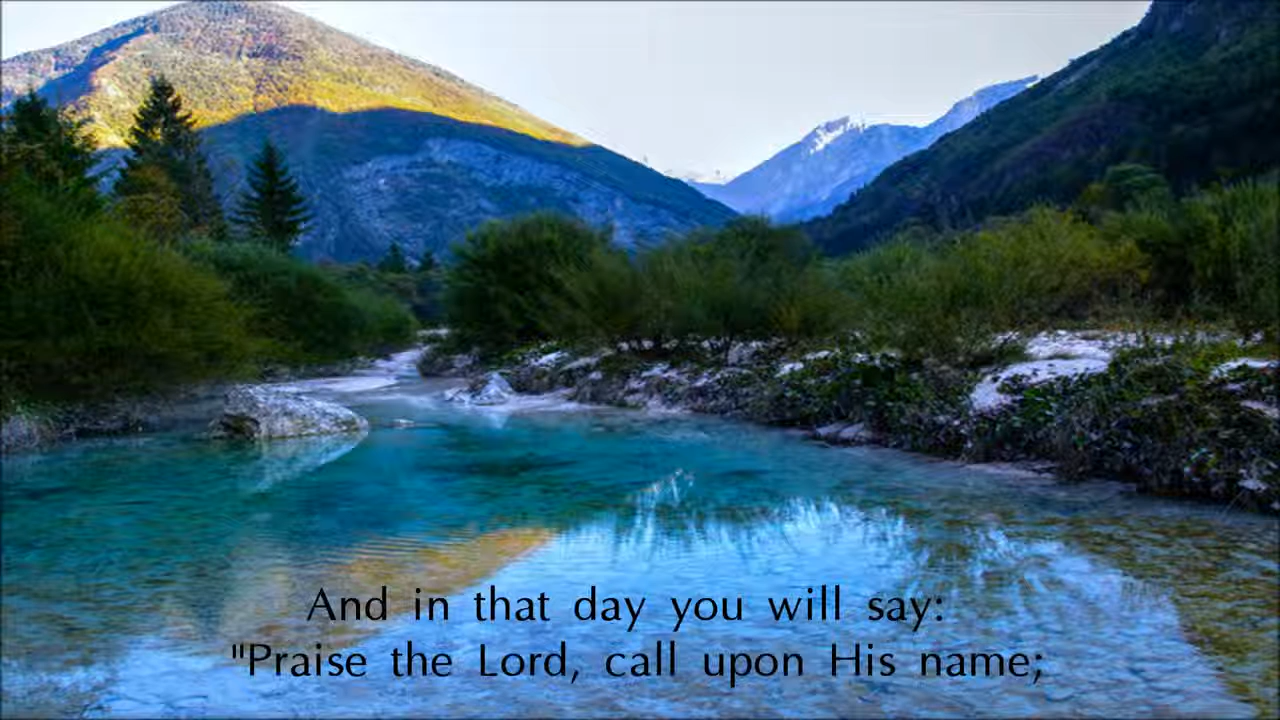 And in that day you will say:
"Praise the Lord, call upon His name;